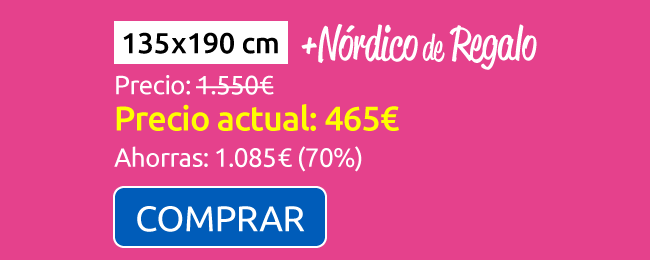 135x190 cm +Nórdico de Regalo
Precio: 1.550€
Precio actual: 465€
Ahorras: 1.085€ (70%)
COMPRAR